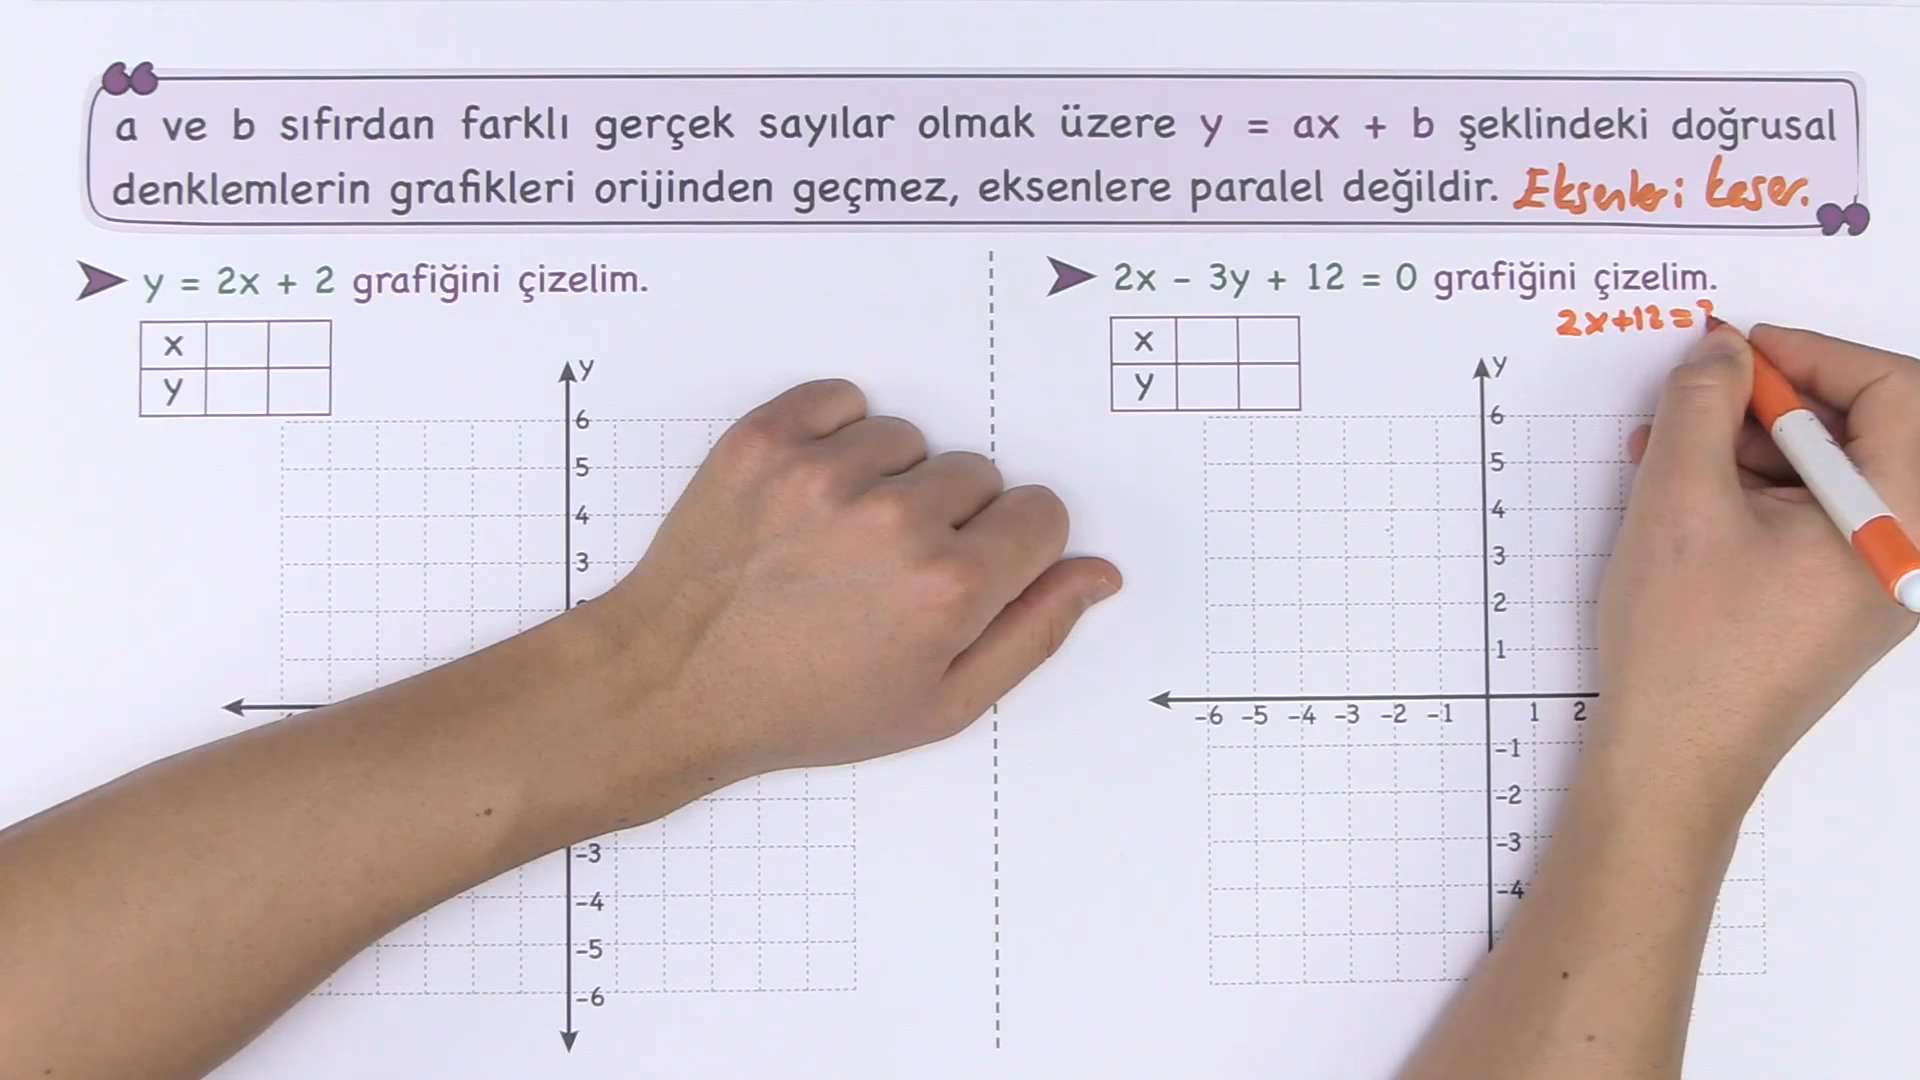 a ve b sıfırdan farklı gerçek sayılar olmak üzere y = ax + b şeklindeki doğrusal
denklemlerin grafikleri orijinden geçmez, eksenlere paralel değildir. Eksenleri keser.
y = 2x + 2 grafiğini çizelim.
x
y
y
6
5
4
3
-3
-4
-5
-6
2x - 3y + 12 = 0 grafiğini çizelim.
2x+12=
x
y
y
6
5
4
3
2
1
-6 -5 -4 -3 -2 -1 1 2
-1
-2
-3
-4